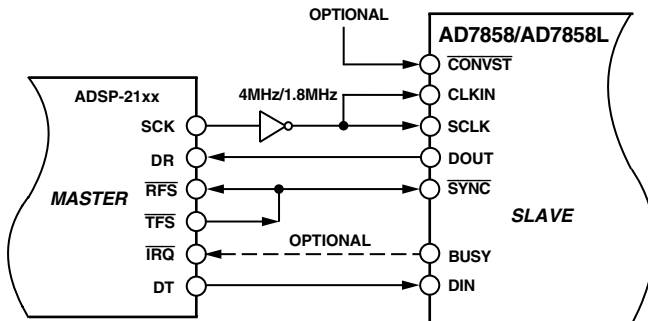 OPTIONAL
AD7858/AD7858L
CONVST
ADSP-21xx
4MHz/1.8MHz
CLKIN
SCK
SCLK
DR
DOUT
MASTER
RFS
SYNC
TFS
SLAVE
IRQ
OPTIONAL
BUSY
DT
DIN